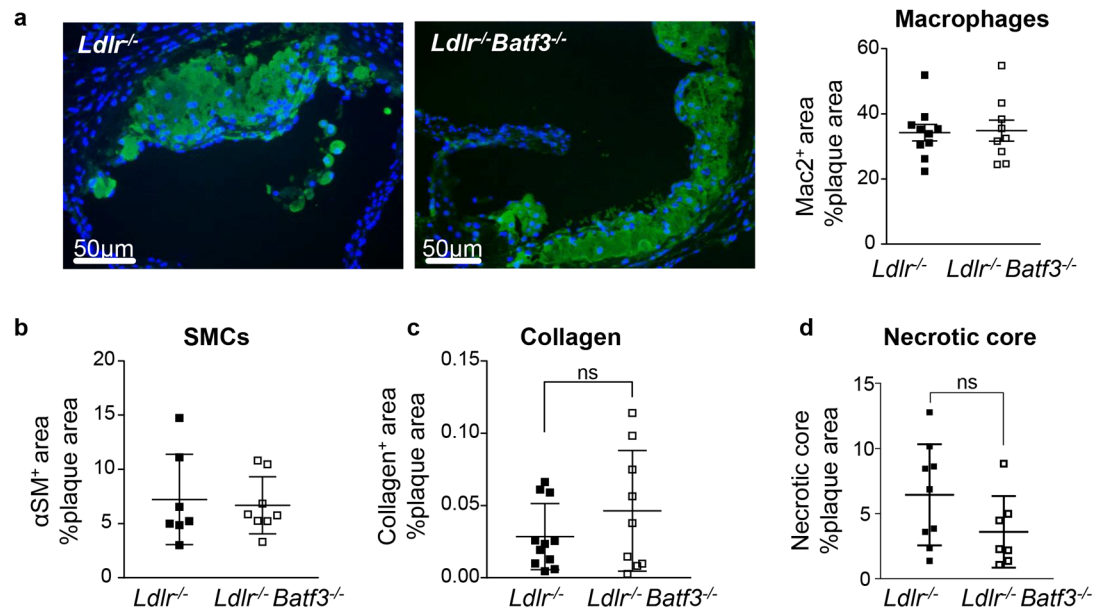 a
Ldlr-/-
50µm
Ldlr-/-Batf3-/-
50µm
Macrophages
Mac2+ area
%plaque area
60
40
20
0
Ldlr-/- Ldlr-/- Batf3-/-
b
SMCs
αSM+ area
%plaque area
20
15
10
5
0
Ldlr-/- Ldlr-/- Batf3-/-
c
Collagen
Collagen+ area
%plaque area
0.15
0.10
0.05
0.00
ns
Ldlr-/- Ldlr-/- Batf3-/-
d
Necrotic core
Necrotic core
%plaque area
15
10
5
0
ns
Ldlr-/- Ldlr-/- Batf3-/-